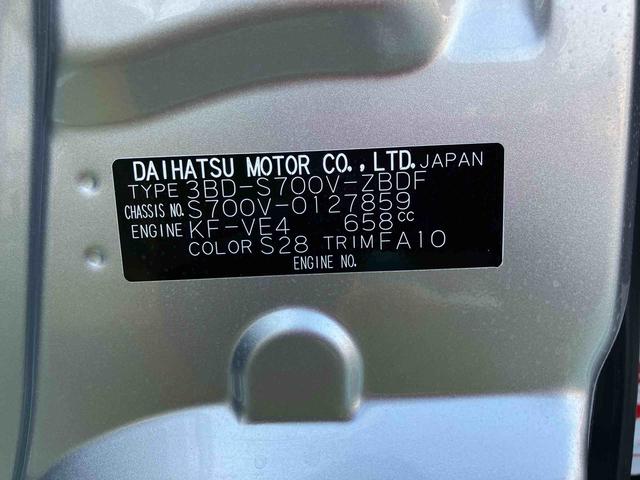 DAIHATSU MOTOR CO.,LTD. JAPAN
TYPE 3BD-S700V-ZBDF
CHASSIS NO. S700V-0127859
ENGINE KF-VE4 658cc
COLOR S28 TRIM FA10
ENGINE NO.